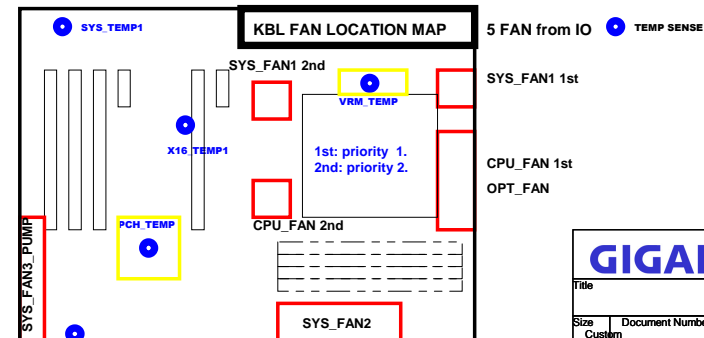 SYS_TEMP1
KBL FAN LOCATION MAP
5 FAN from IO
TEMP SENSE
SYS_FAN1 2nd
SYS_FAN1 1st
VRM_TEMP
X16_TEMP1
1st: priority 1.
2nd: priority 2.
CPU_FAN 1st
OPT_FAN
PCH_TEMP
CPU_FAN 2nd
SYS_FAN3_PUMP
SYS_FAN2
Title
Size
Document Numbe
Custom